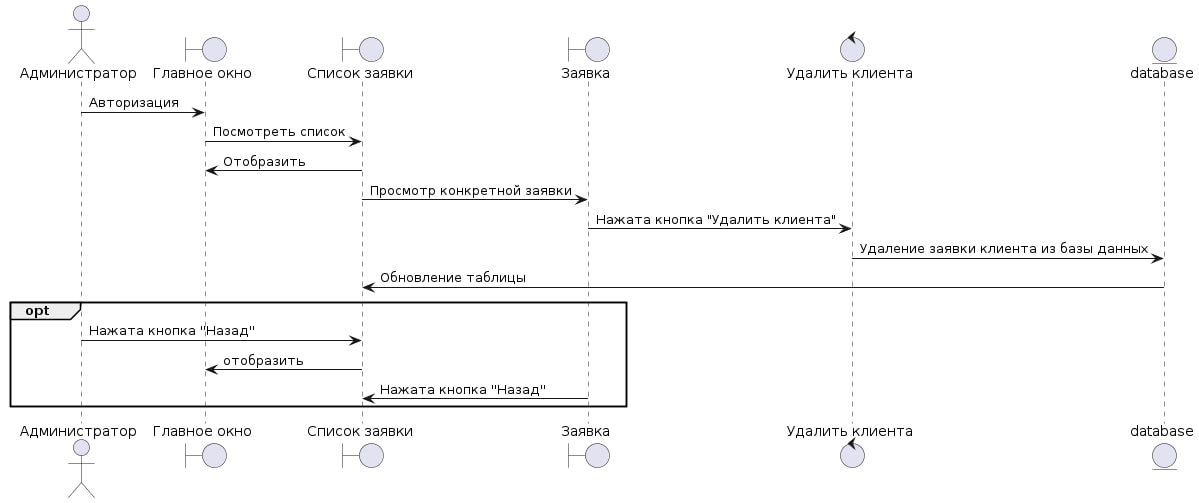 Администратор Главное окно Список заявки Заявка Удалить клиента database
Авторизация
Посмотреть список
Отобразить
Просмотр конкретной заявки
Нажата кнопка "Удалить клиента"
Удаление заявки клиента из базы данных
Обновление таблицы
opt
Нажата кнопка "Назад"
отобразить
Нажата кнопка "Назад"
Администратор Главное окно Список заявки Заявка Удалить клиента database